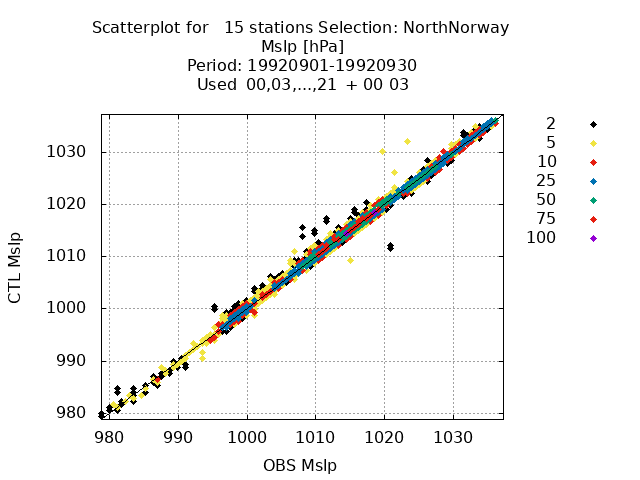 Scatterplot for   15 stations Selection: NorthNorway
Mslp [hPa]
Period: 19920901-19920930
Used  00,03,...,21  + 00 03
2
5
10
25
50
75
100
1030
1020
1010
1000
990
980
CTL Mslp
980 990 1000 1010 1020 1030
OBS Mslp